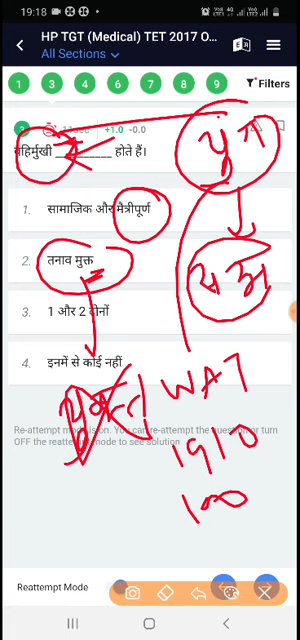 19:18
HP TGT (Medical) TET 2017 O...
All Sections
1 3 4 6 7 8 9 Filters
+1.0 -0.0
बहिर्मुखी __________ होते हैं।
युंग
1. सामाजिक और मैत्रीपूर्ण
2. तनाव मुक्त
3. 1 और 2 दोनों
4. इनमें से कोई नहीं
WAT
1910
100
Re-attempt mode is on. You can re-attempt the question or turn
OFF the reattempt mode to see solution
Reattempt Mode